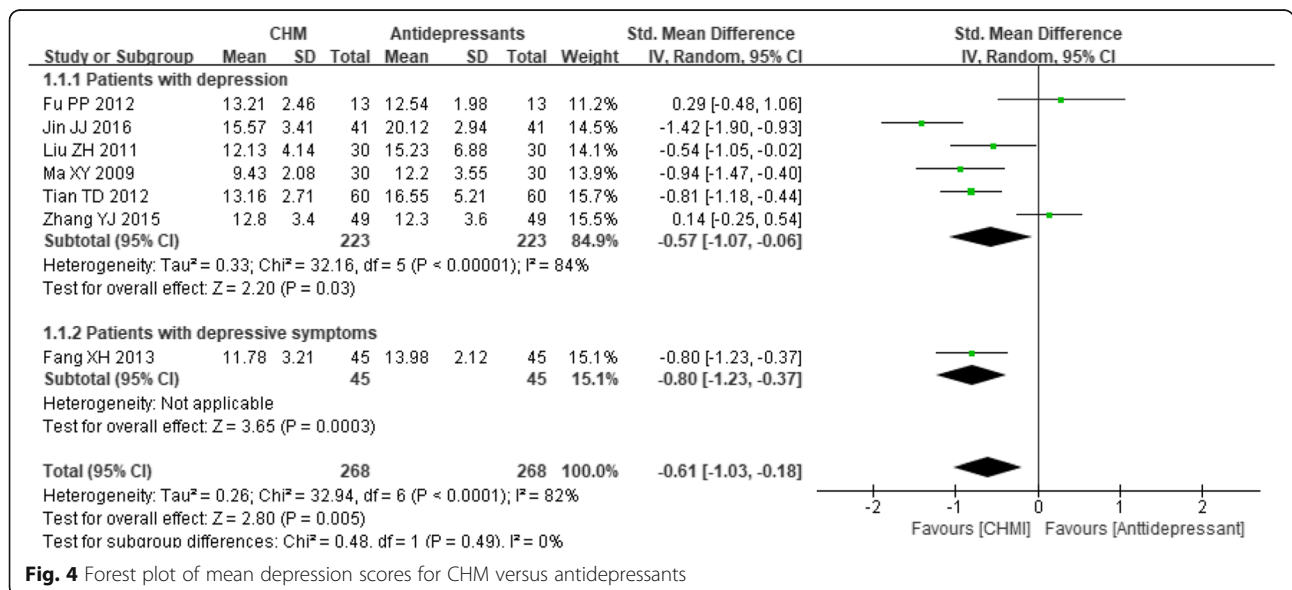 CHM Antidepressants Std. Mean Difference Std. Mean Difference
Study or Subgroup Mean SD Total Mean SD Total Weight IV, Random, 95% CI IV, Random, 95% CI
1.1.1 Patients with depression
Fu PP 2012 13.21 2.46 13 12.54 1.98 13 11.2% 0.29 [-0.48, 1.06]
Jin JJ 2016 15.57 3.41 41 20.12 2.94 41 14.5% -1.42 [-1.90, -0.93]
Liu ZH 2011 12.13 4.14 30 15.23 6.88 30 14.1% -0.54 [-1.05, -0.02]
Ma XY 2009 9.43 2.08 30 12.2 3.55 30 13.9% -0.94 [-1.47, -0.40]
Tian TD 2012 13.16 2.71 60 16.55 5.21 60 15.7% -0.81 [-1.18, -0.44]
Zhang YJ 2015 12.8 3.4 49 12.3 3.6 49 15.5% 0.14 [-0.25, 0.54]
Subtotal (95% CI) 223 223 84.9% -0.57 [-1.07, -0.06]
Heterogeneity: Tau² = 0.33; Chi² = 32.16, df = 5 (P < 0.00001); I² = 84%
Test for overall effect: Z = 2.20 (P = 0.03)
1.1.2 Patients with depressive symptoms
Fang XH 2013 11.78 3.21 45 13.98 2.12 45 15.1% -0.80 [-1.23, -0.37]
Subtotal (95% CI) 45 45 15.1% -0.80 [-1.23, -0.37]
Heterogeneity: Not applicable
Test for overall effect: Z = 3.65 (P = 0.0003)
Total (95% CI) 268 268 100.0% -0.61 [-1.03, -0.18]
Heterogeneity: Tau² = 0.26; Chi² = 32.94, df = 6 (P < 0.0001); I² = 82%
Test for overall effect: Z = 2.80 (P = 0.005)
Test for subgroup differences: Chi² = 0.48. df = 1 (P = 0.49). I² = 0%
-2 -1 0 1 2
Favours [CHMI] Favours [Anttidepressant]
Fig. 4 Forest plot of mean depression scores for CHM versus antidepressants